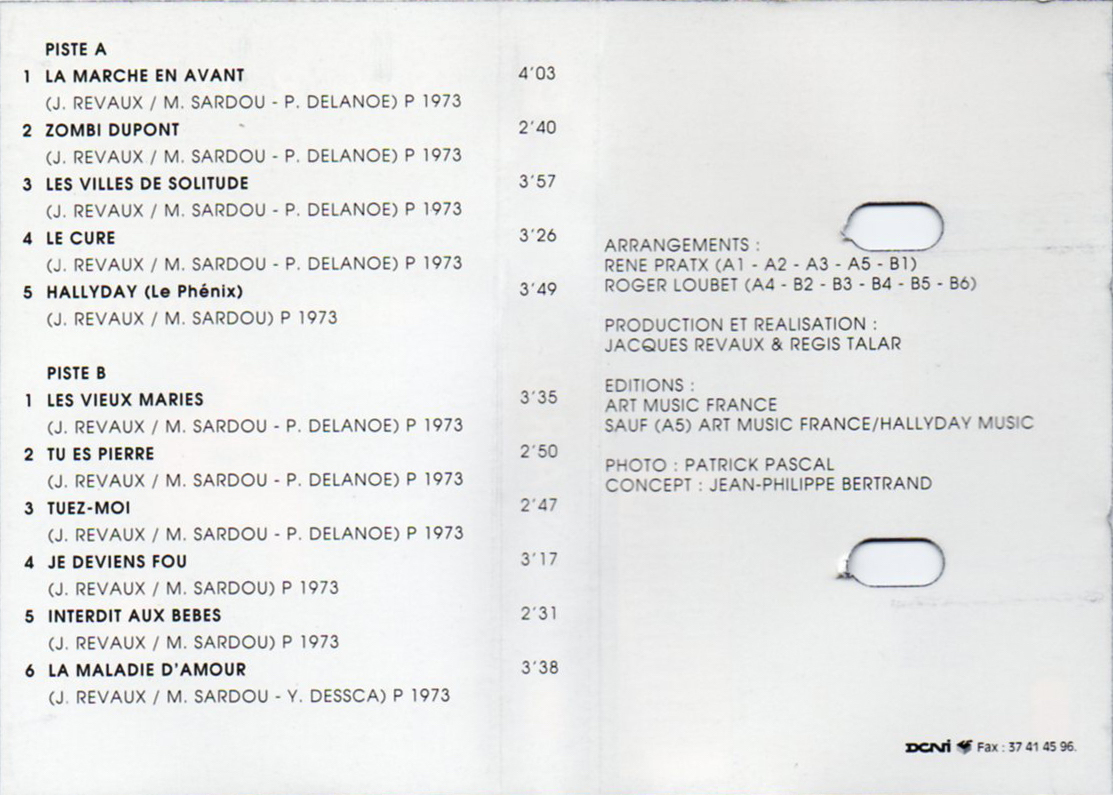 PISTE A
1 LA MARCHE EN AVANT 4'03
(J. REVAUX / M. SARDOU - P. DELANOE) P 1973
2 ZOMBI DUPONT 2'40
(J. REVAUX / M. SARDOU - P. DELANOE) P 1973
3 LES VILLES DE SOLITUDE 3'57
(J. REVAUX / M. SARDOU - P. DELANOE) P 1973
4 LE CURE 3'26
(J. REVAUX / M. SARDOU - P. DELANOE) P 1973
5 HALLYDAY (Le Phénix) 3'49
(J. REVAUX / M. SARDOU) P 1973
PISTE B
1 LES VIEUX MARIES 3'35
(J. REVAUX / M. SARDOU - P. DELANOE) P 1973
2 TU ES PIERRE 2'50
(J. REVAUX / M. SARDOU - P. DELANOE) P 1973
3 TUEZ-MOI 2'47
(J. REVAUX / M. SARDOU - P. DELANOE) P 1973
4 JE DEVIENS FOU 3'17
(J. REVAUX / M. SARDOU) P 1973
5 INTERDIT AUX BEBES 2'31
(J. REVAUX / M. SARDOU) P 1973
6 LA MALADIE D'AMOUR 3'38
(J. REVAUX / M. SARDOU - Y. DESSCA) P 1973
ARRANGEMENTS :
RENE PRATX (A1 - A2 - A3 - A5 - B1)
ROGER LOUBET (A4 - B2 - B3 - B4 - B5 - B6)
PRODUCTION ET REALISATION :
JACQUES REVAUX & REGIS TALAR
EDITIONS :
ART MUSIC FRANCE
SAUF (A5) ART MUSIC FRANCE/HALLYDAY MUSIC
PHOTO : PATRICK PASCAL
CONCEPT : JEAN-PHILIPPE BERTRAND
DCNI Fax : 37 41 45 96.